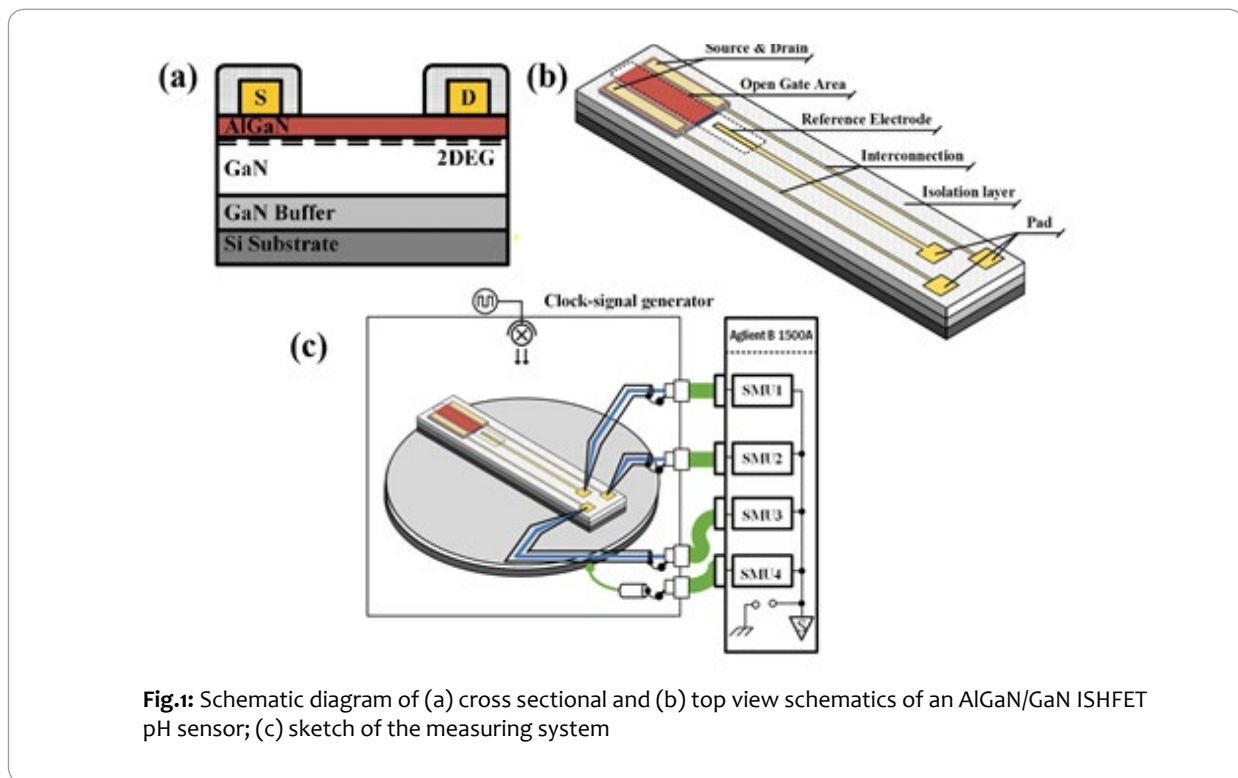 (a)
S
D
AlGaN
2DEG
GaN
GaN Buffer
Si Substrate
(b)
Source & Drain
Open Gate Area
Reference Electrode
Interconnection
Isolation layer
Pad
(c)
Clock-signal generator
Aglient B 1500A
SMU1
SMU2
SMU3
SMU4
S
Fig.1: Schematic diagram of (a) cross sectional and (b) top view schematics of an AlGaN/GaN ISHFET
pH sensor; (c) sketch of the measuring system